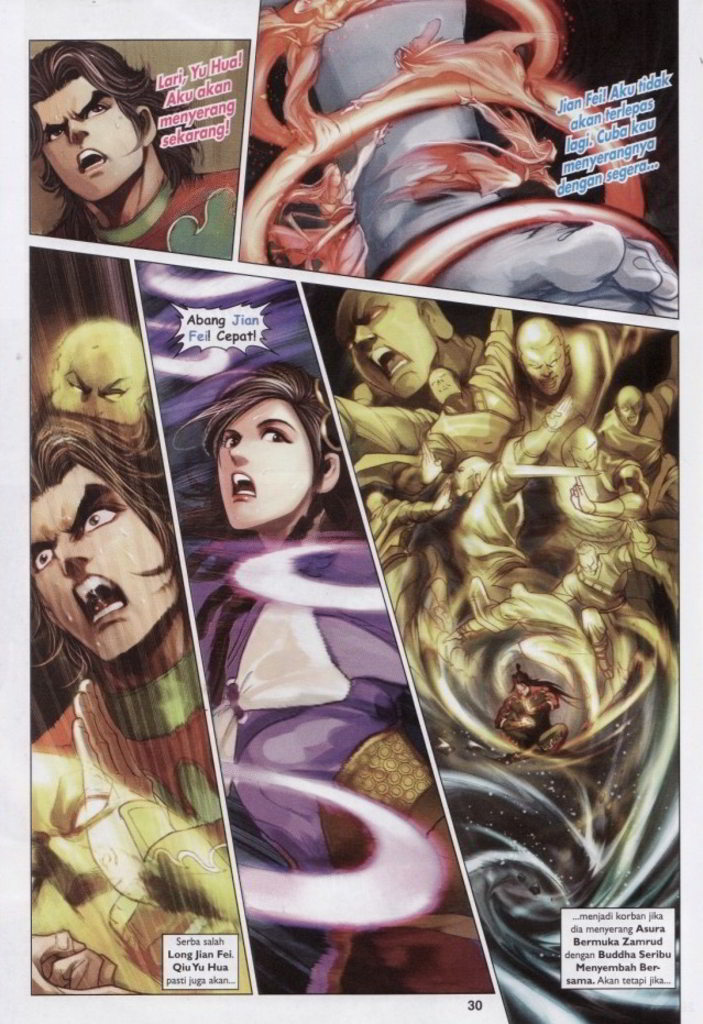 Lari, Yu Hua!
Aku akan
menyerang
sekarang!
Jian Fei! Aku tidak
akan terlepas
lagi. Cuba kau
menyerangnya
dengan segera...
Abang Jian
Fei! Cepat!
Serba salah
Long Jian Fei.
Qiu Yu Hua
pasti juga akan...
...menjadi korban jika
dia menyerang Asura
Bermuka Zamrud
dengan Buddha Seribu
Menyembah Ber-
sama. Akan tetapi jika...
30